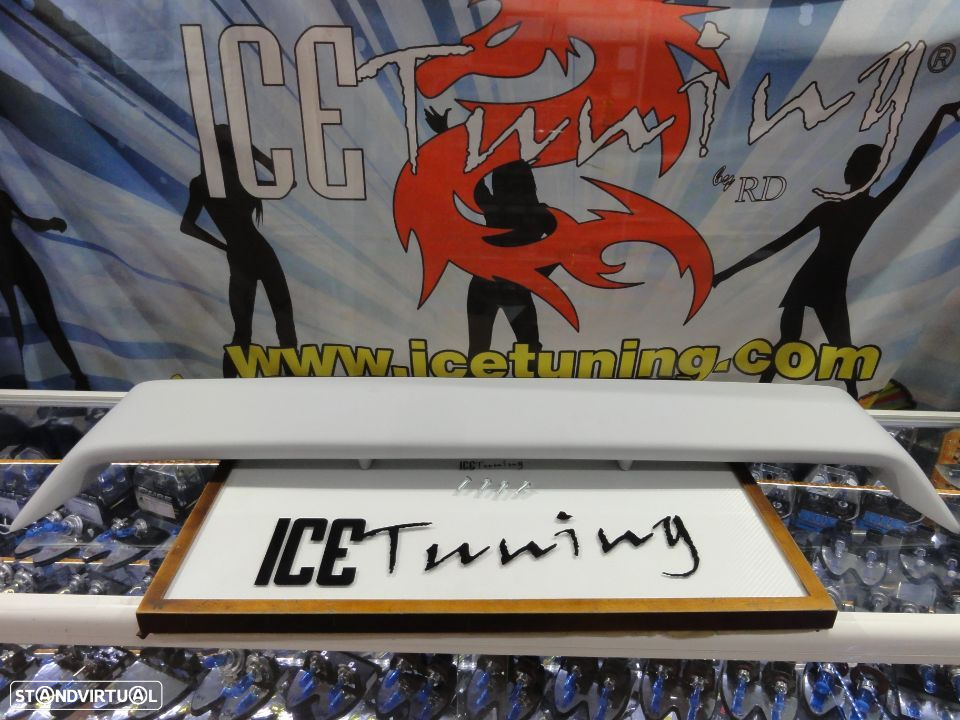 ICE Tuning ®
by RD
www.icetuning.com
ICE Tuning
ICE Tuning
STANDVIRTUAL